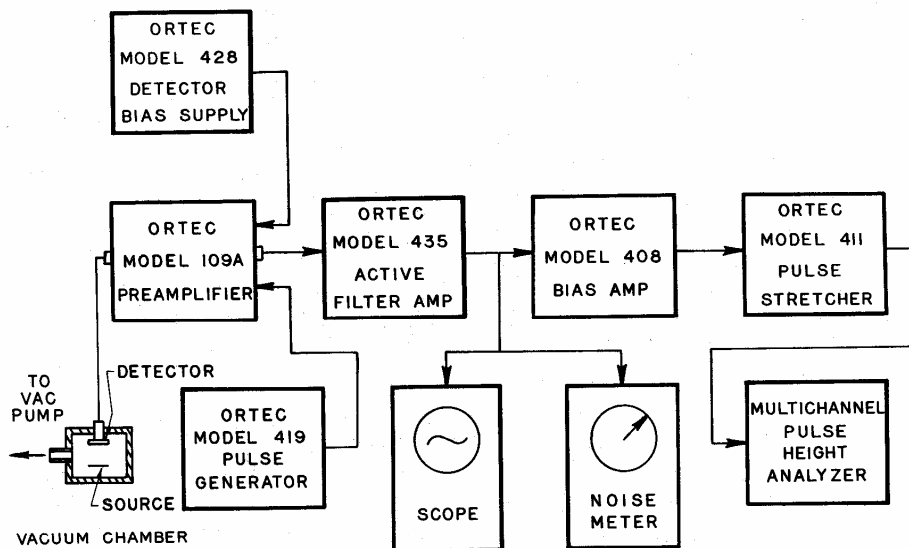 ORTEC
MODEL 428
DETECTOR
BIAS SUPPLY
ORTEC
MODEL 109A
PREAMPLIFIER
ORTEC
MODEL 435
ACTIVE
FILTER AMP
ORTEC
MODEL 408
BIAS AMP
ORTEC
MODEL 411
PULSE
STRETCHER
TO
VAC
PUMP
DETECTOR
SOURCE
VACUUM CHAMBER
ORTEC
MODEL 419
PULSE
GENERATOR
SCOPE
NOISE
METER
MULTICHANNEL
PULSE
HEIGHT
ANALYZER